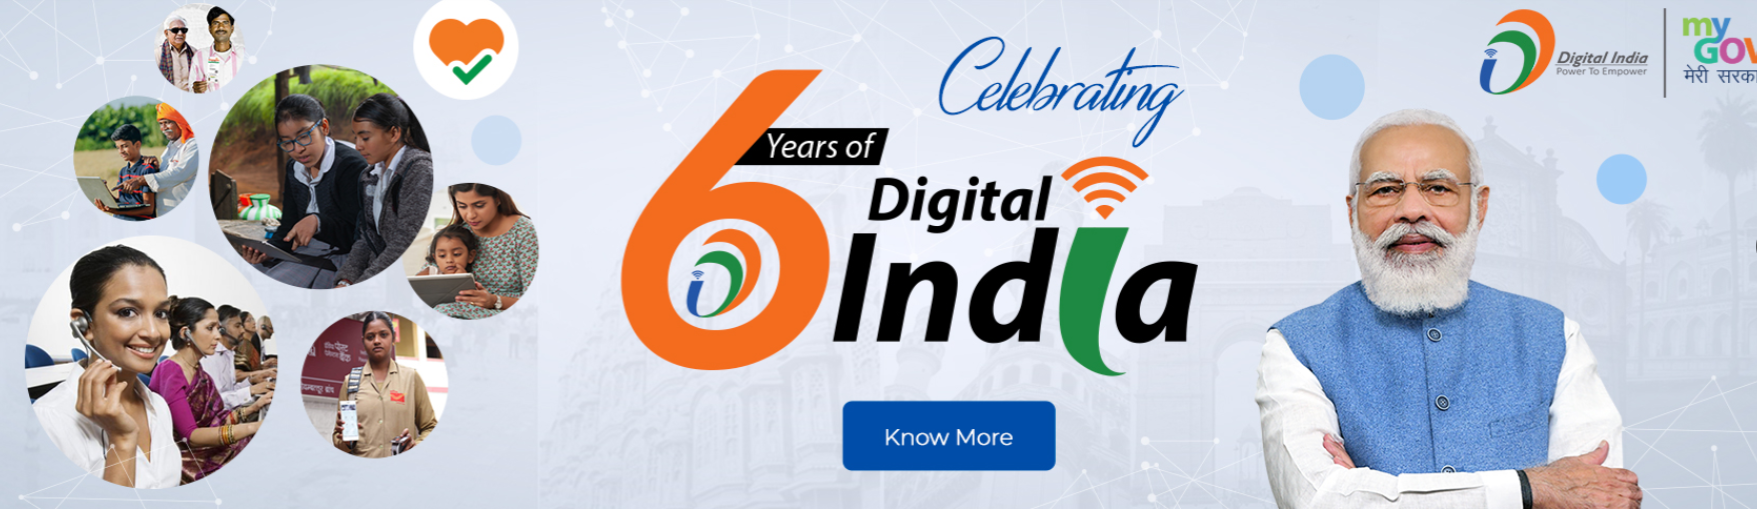 Celebrating
6 Years of
Digital
India
Know More
Digital India
Power To Empower
my
GOV
मेरी सरका